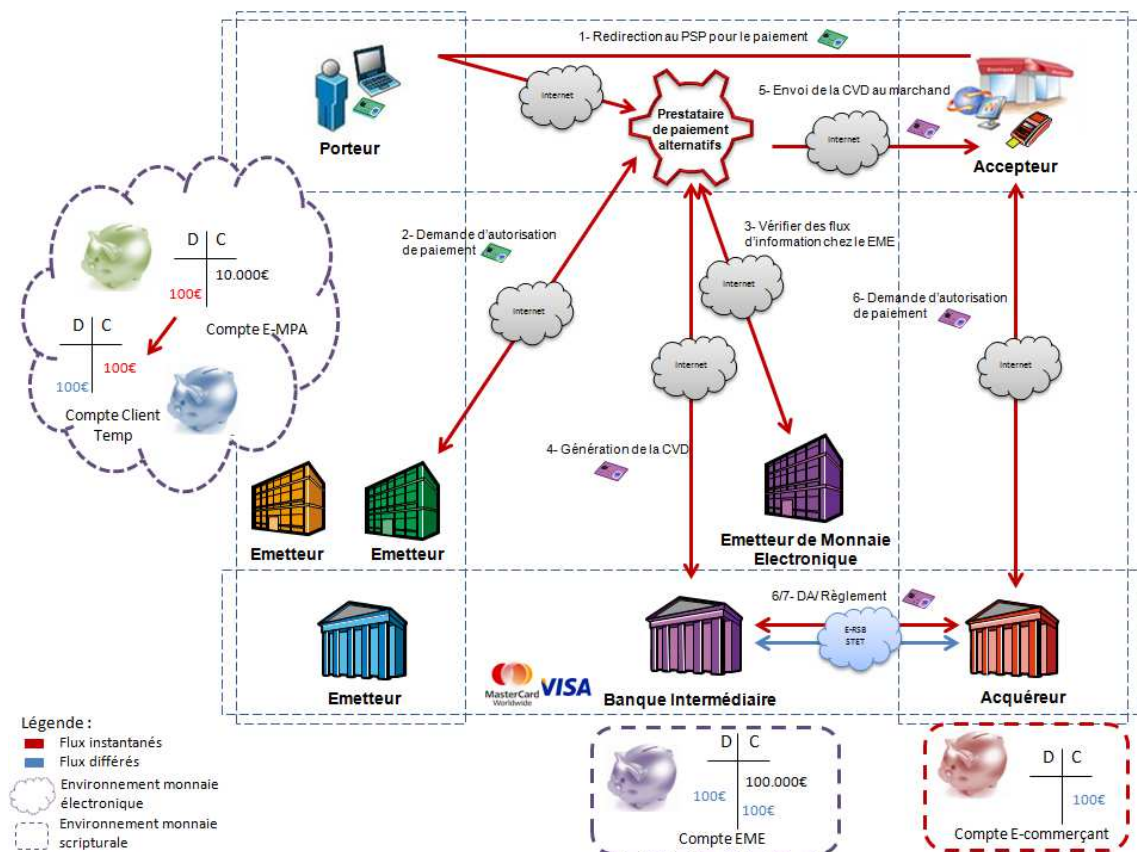 1- Redirection au PSP pour le paiement
Boutique
Internet
Prestataire
de paiement
alternatifs
5- Envoi de la CVD au marchand
Internet
Porteur
Accepteur
2- Demande d'autorisation
de paiement
3- Vérifier des flux
d'information chez le EME
Internet
Internet
6- Demande d'autorisation
de paiement
Internet
Internet
D C
10.000€
100€
Compte E-MPA
D C
100€
100€
Compte Client
Temp
4- Génération de la CVD
Emetteur
Emetteur
Emetteur de Monnaie
Electronique
6/7- DA/ Règlement
E-RSB
STET
Emetteur
MasterCard
Worldwide
VISA
Banque Intermédiaire
Acquéreur
Légende :
Flux instantanés
Flux différés
Environnement monnaie
électronique
Environnement monnaie
scripturale
D C
100.000€
100€
100€
Compte EME
D C
100€
Compte E-commerçant